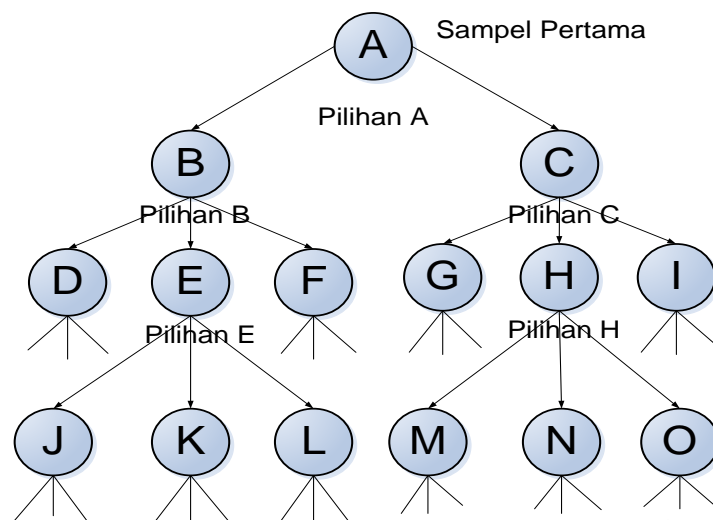 A
Sampel Pertama
Pilihan A
B
C
Pilihan B
Pilihan C
D
E
F
G
H
I
Pilihan E
Pilihan H
J
K
L
M
N
O